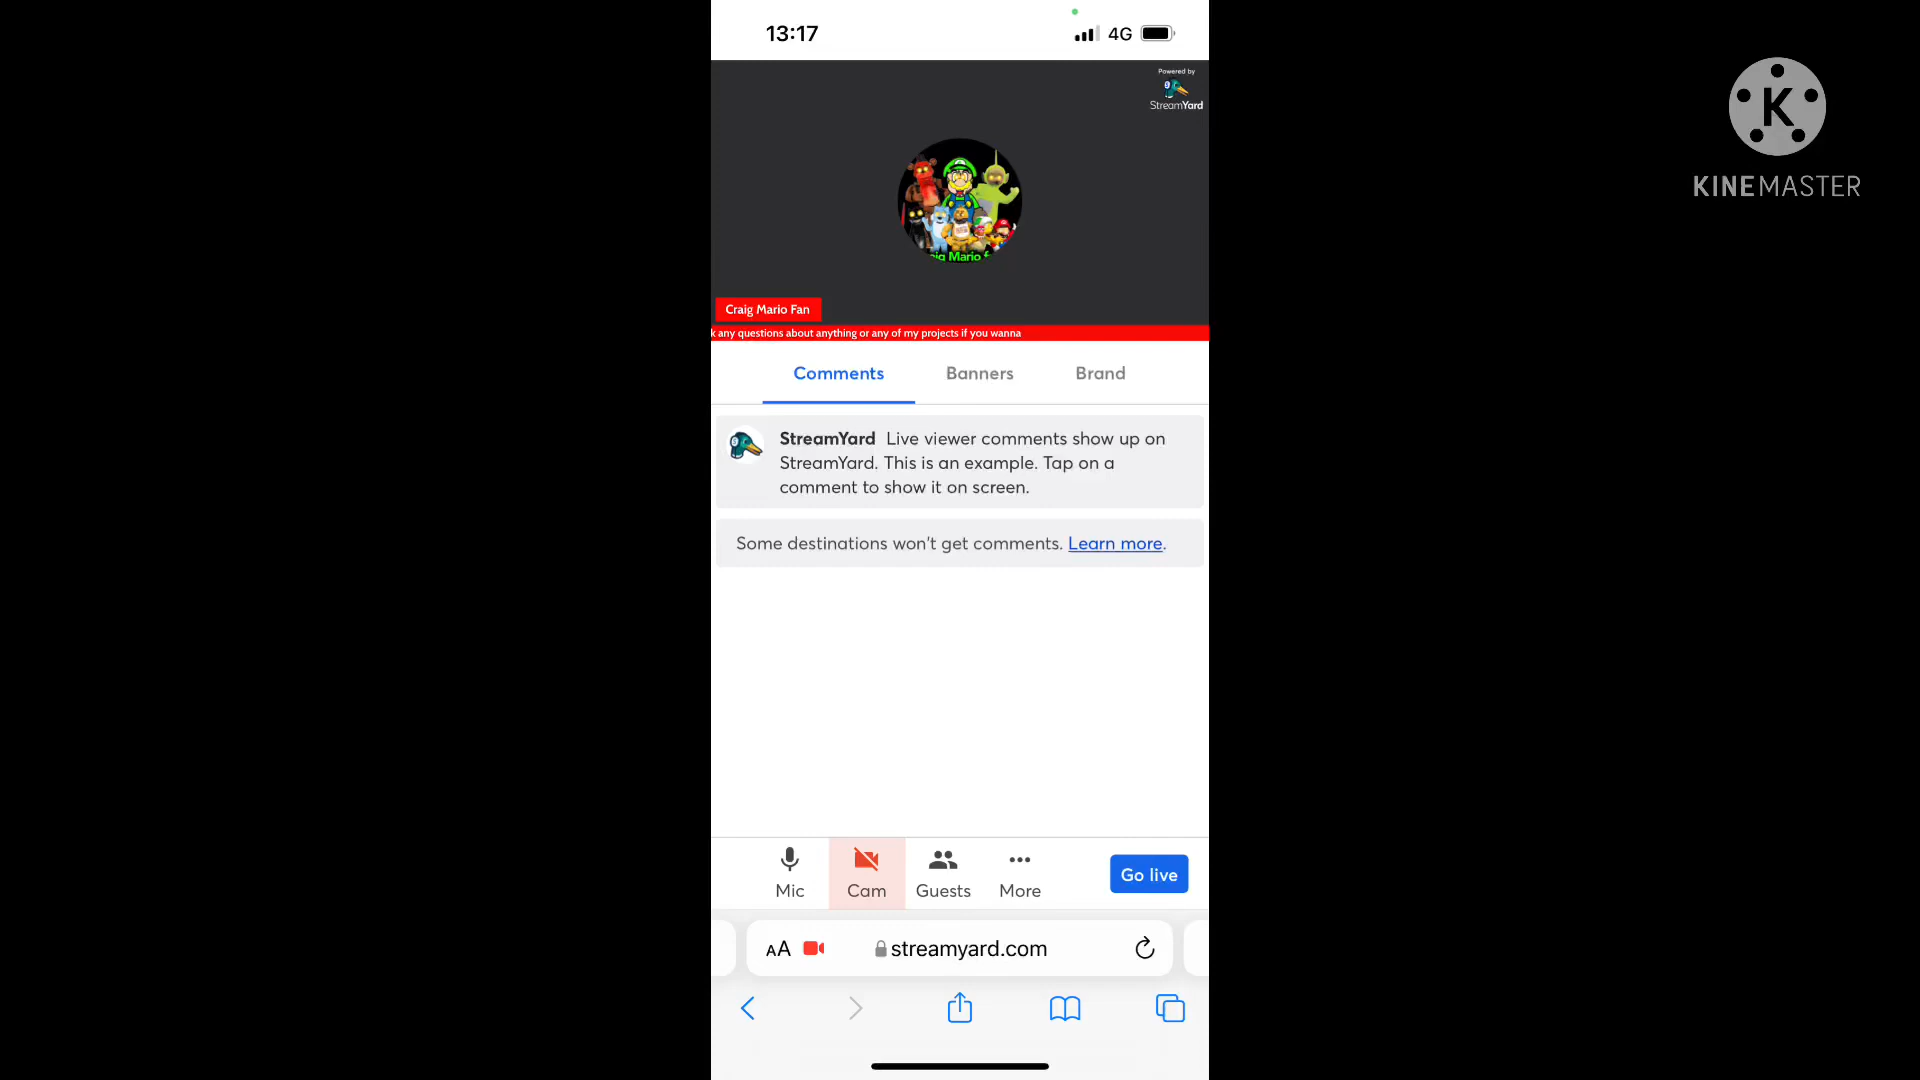 13:17
4G
Powered by
StreamYard
K
KINEMASTER
ig Mario f
Craig Mario Fan
k any questions about anything or any of my projects if you wanna
Comments
Banners
Brand
StreamYard Live viewer comments show up on
StreamYard. This is an example. Tap on a
comment to show it on screen.
Some destinations won't get comments. Learn more.
Mic
Cam
Guests
More
Go live
AA
streamyard.com